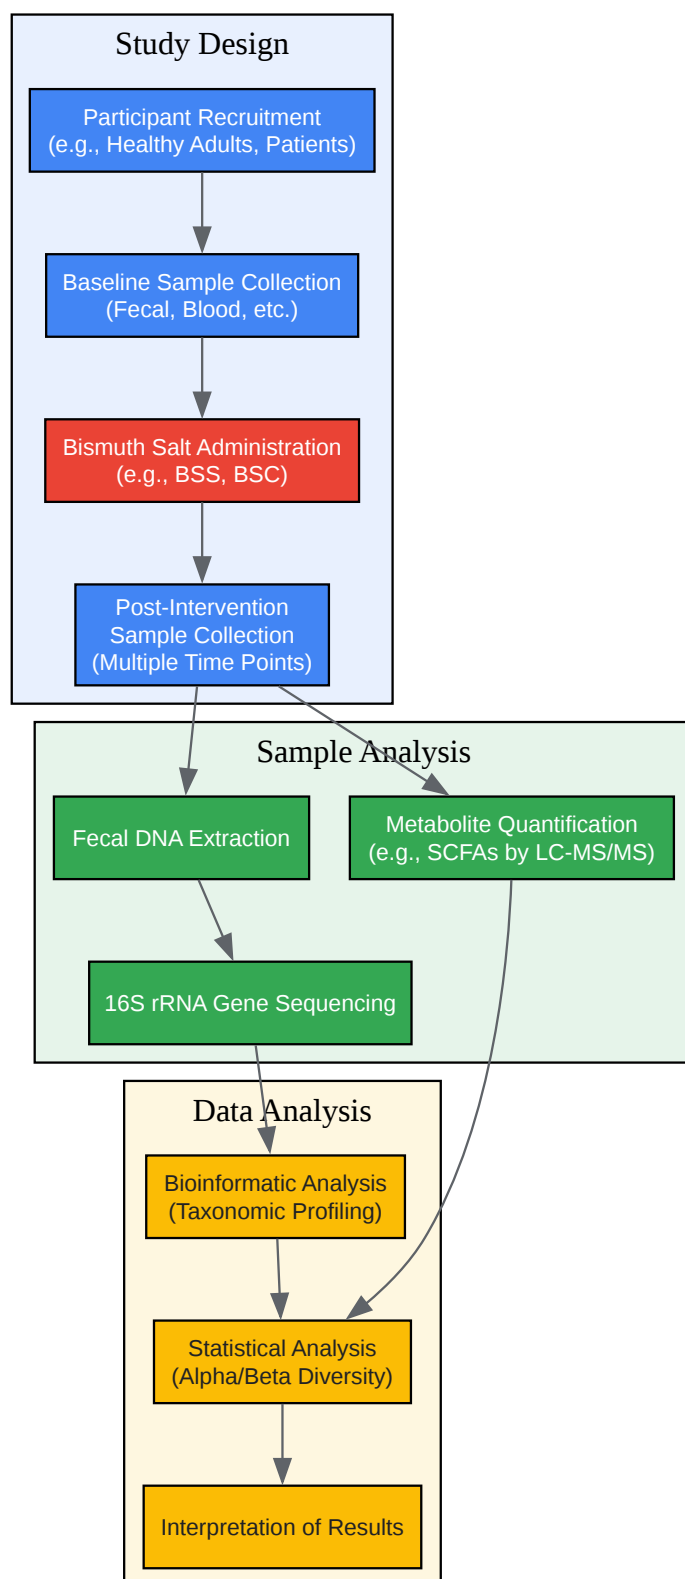 Study Design
Participant Recruitment
(e.g., Healthy Adults, Patients)
Baseline Sample Collection
(Fecal, Blood, etc.)
Bismuth Salt Administration
(e.g., BSS, BSC)
Post-Intervention
Sample Collection
(Multiple Time Points)
Sample Analysis
Fecal DNA Extraction
Metabolite Quantification
(e.g., SCFAs by LC-MS/MS)
16S rRNA Gene Sequencing
Data Analysis
Bioinformatic Analysis
(Taxonomic Profiling)
Statistical Analysis
(Alpha/Beta Diversity)
Interpretation of Results